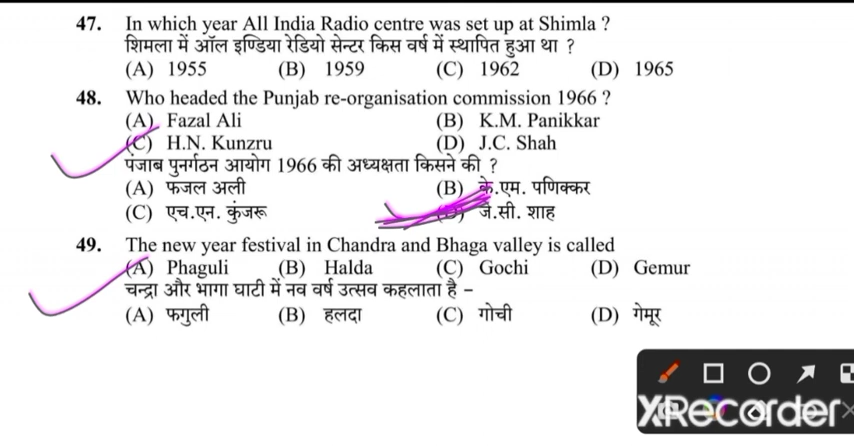 47. In which year All India Radio centre was set up at Shimla ?
शिमला में ऑल इण्डिया रेडियो सेन्टर किस वर्ष में स्थापित हुआ था ?
(A) 1955 (B) 1959 (C) 1962 (D) 1965
48. Who headed the Punjab re-organisation commission 1966 ?
(A) Fazal Ali (B) K.M. Panikkar
(C) H.N. Kunzru (D) J.C. Shah
पंजाब पुनर्गठन आयोग 1966 की अध्यक्षता किसने की ?
(A) फजल अली (B) के.एम. पणिक्कर
(C) एच.एन. कुंजरू (D) जे.सी. शाह
49. The new year festival in Chandra and Bhaga valley is called
(A) Phaguli (B) Halda (C) Gochi (D) Gemur
चन्द्रा और भागा घाटी में नव वर्ष उत्सव कहलाता है –
(A) फगुली (B) हलदा (C) गोची (D) गेमूर
XRecorder